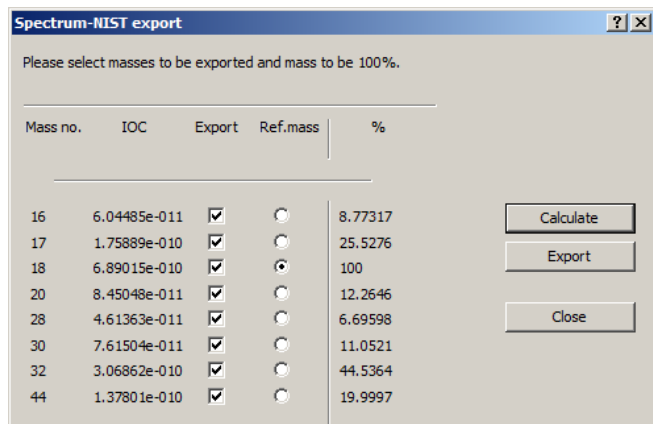 Spectrum-NIST export
Please select masses to be exported and mass to be 100%.
Mass no. IOC Export Ref.mass %
16 6.04485e-011 8.77317
17 1.75889e-010 25.5276
18 6.89015e-010 100
20 8.45048e-011 12.2646
28 4.61363e-011 6.69598
30 7.61504e-011 11.0521
32 3.06862e-010 44.5364
44 1.37801e-010 19.9997
Calculate
Export
Close